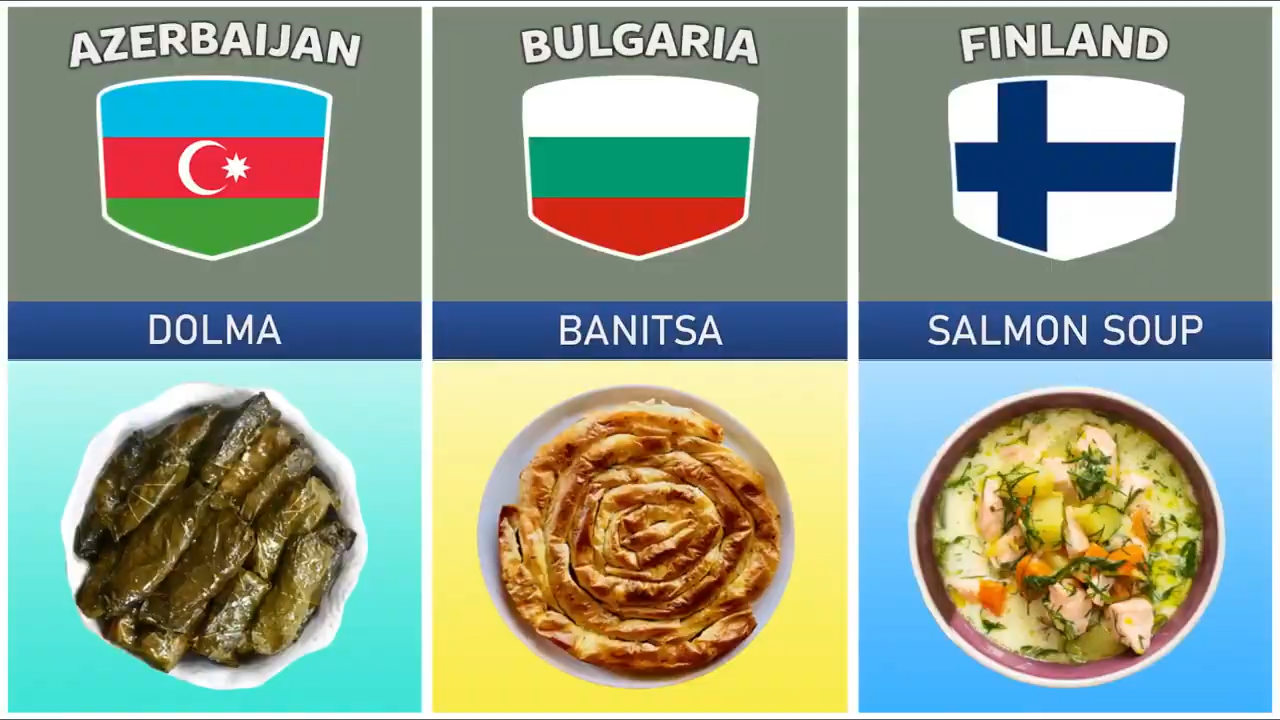 AZERBAIJAN
DOLMA
BULGARIA
BANITSA
FINLAND
SALMON SOUP